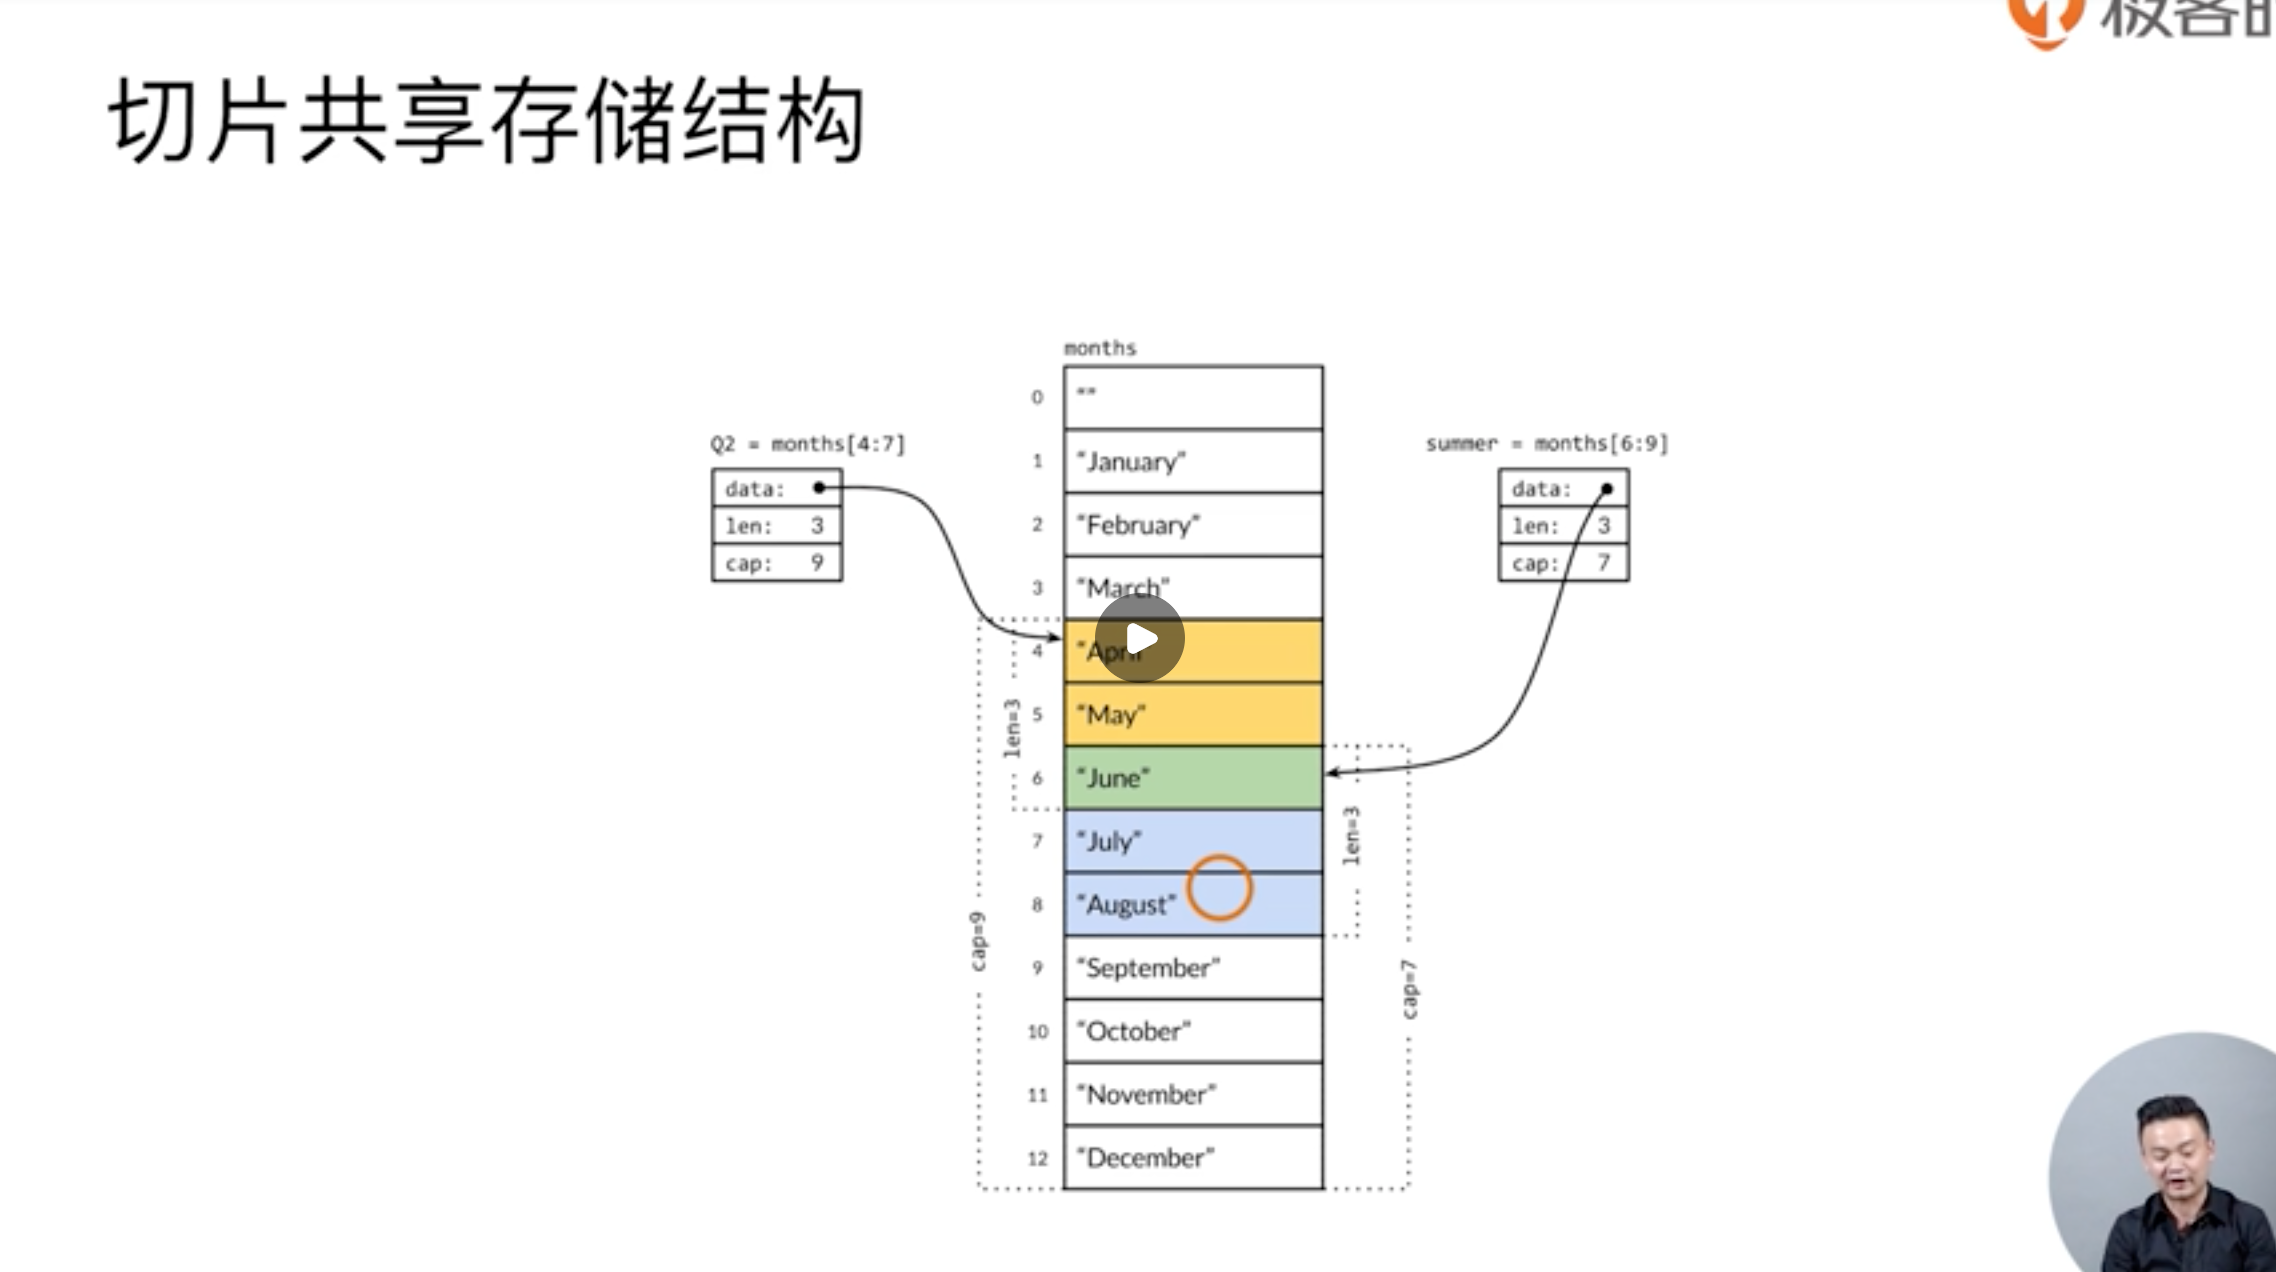 极客时
切片共享存储结构
months
0 “”
Q2 = months[4:7]
summer = months[6:9]
data:
len: 3
cap: 9
data:
len: 3
cap: 7
1 “January”
2 “February”
3 “March”
4 “April”
5 “May”
6 “June”
7 “July”
8 “August”
9 “September”
10 “October”
11 “November”
12 “December”
len=3
cap=9
len=3
cap=7